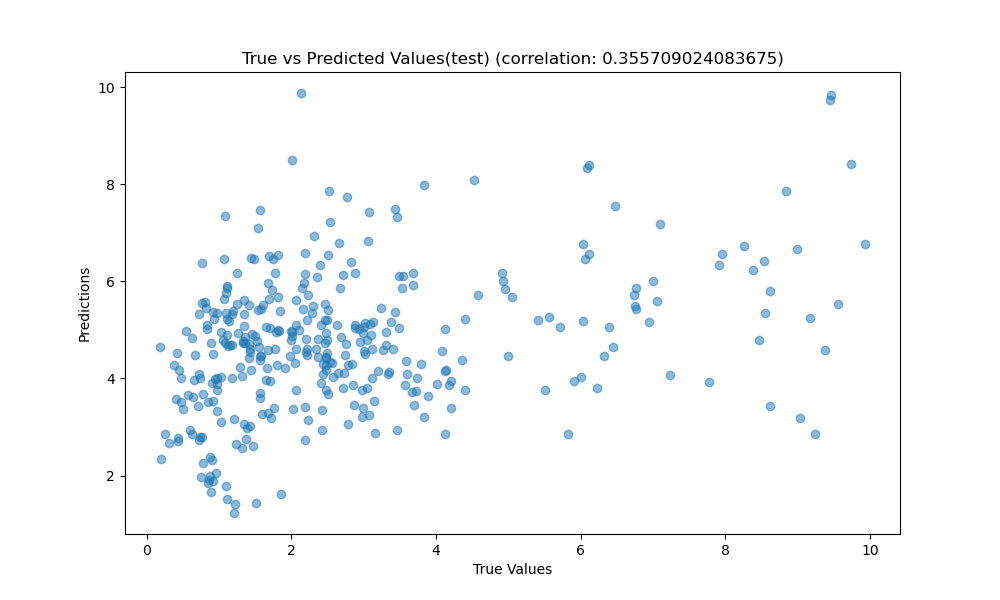 True vs Predicted Values(test) (correlation: 0.355709024083675)
10
8
6
4
2
Predictions
0 2 4 6 8 10
True Values